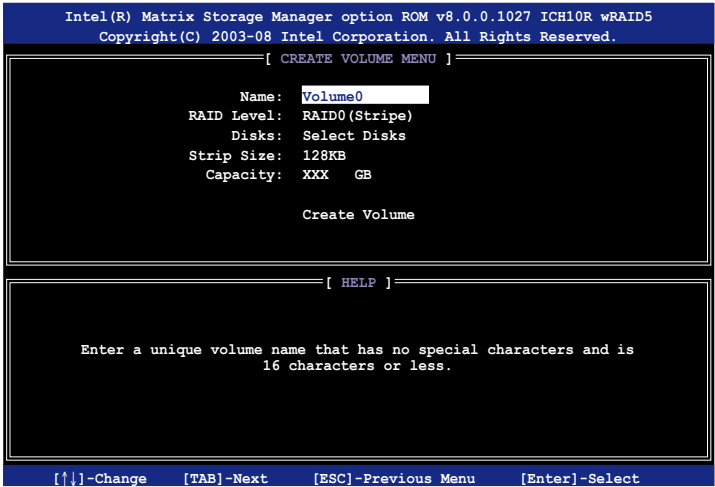 Intel(R) Matrix Storage Manager option ROM v8.0.0.1027 ICH10R wRAID5
Copyright(C) 2003-08 Intel Corporation. All Rights Reserved.
[ CREATE VOLUME MENU ]
Name: Volume0
RAID Level: RAID0(Stripe)
Disks: Select Disks
Strip Size: 128KB
Capacity: XXX GB
Create Volume
[ HELP ]
Enter a unique volume name that has no special characters and is
16 characters or less.
[↑↓]-Change [TAB]-Next [ESC]-Previous Menu [Enter]-Select